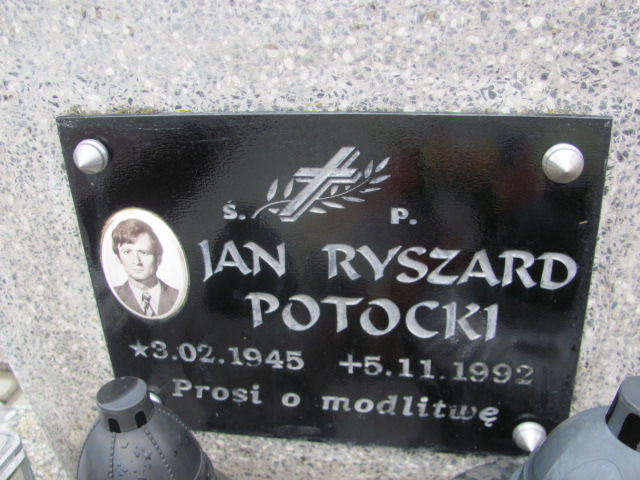 Ś. P.
JAN RYSZARD
POTOCKI
★3.02.1945 +5.11.1992
Prosi o modlitwę